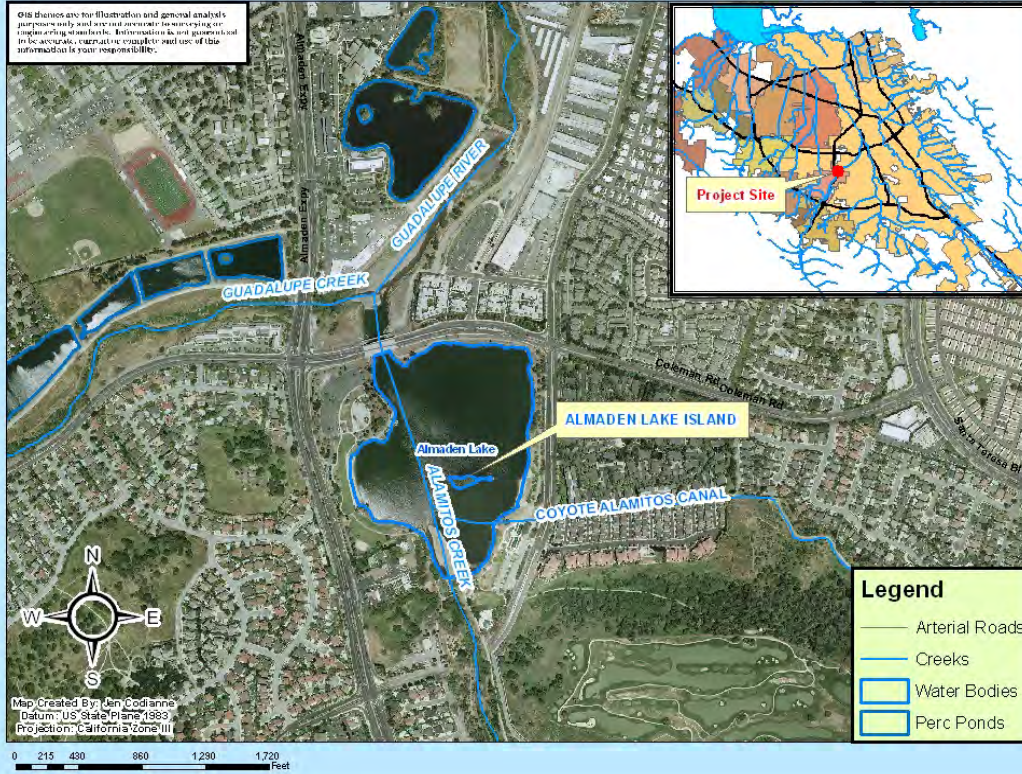 GIS themes are for illustration and general analysis
purposes only and are not accurate to surveying or
engineering standards. Information is not guaranteed
to be accurate, current or complete and use of this
information is your responsibility.
Almaden Expy
Almaden Expy
Project Site
GUADALUPE RIVER
GUADALUPE CREEK
Coleman Rd
Coleman Rd
Santa Teresa Bl
ALMADEN LAKE ISLAND
Almaden Lake
ALAMITOS CREEK
COYOTE ALAMITOS CANAL
N
W
E
S
Map Created By: Jen Codianne
Datum: US State Plane 1983
Projection: California Zone III
Legend
Arterial Roads
Creeks
Water Bodies
Perc Ponds
0 215 430 860 1,290 1,720
Feet